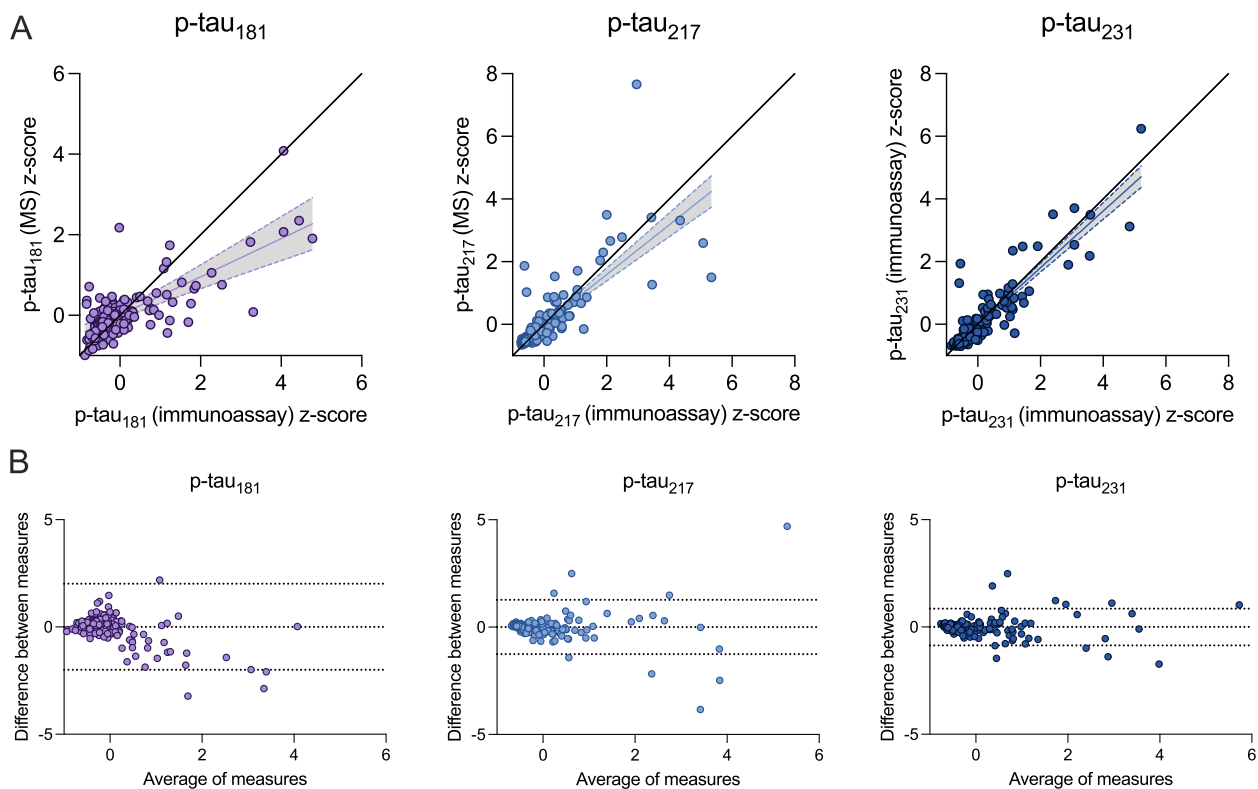 A
p-tau181 p-tau217 p-tau231
6
4
2
0
0 2 4 6
p-tau181 (MS) z-score
p-tau181 (immunoassay) z-score
8
6
4
2
0
0 2 4 6 8
p-tau217 (MS) z-score
p-tau217 (immunoassay) z-score
8
6
4
2
0
0 2 4 6 8
p-tau231 (immunoassay) z-score
p-tau231 (immunoassay) z-score
B
p-tau181 p-tau217 p-tau231
5
0
-5
0 2 4 6
Difference between measures
Average of measures
5
0
-5
0 2 4 6
Difference between measures
Average of measures
5
0
-5
0 2 4 6
Difference between measures
Average of measures